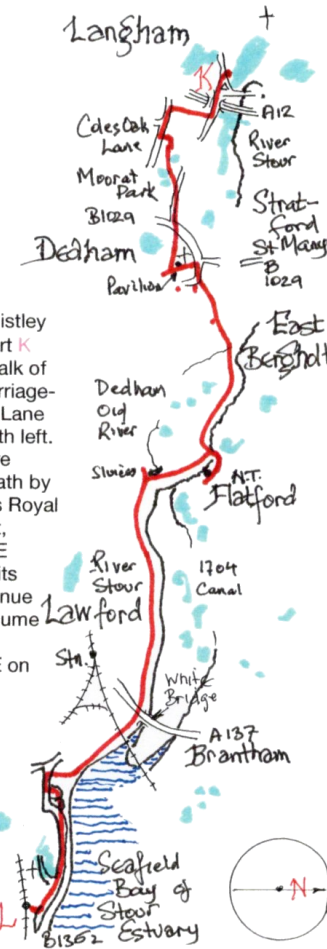 Langham
K
A12
Coles Oak
Lane
River
Stour
Moorat
Park
B1029
Strat-
ford
St Mary
B
1029
Dedham
Pavilion
East
Bergholt
istley
rt K
alk of
rriage-
Lane
th left.
re
ath by
s Royal
,
E
its
nue
ume
E on
Dedham
Old
River
Sluices
N.T.
Flatford
River
Stour
1704
Canal
Lawford
Stn.
White
Bridge
A137
Brantham
Seafield
Bay of
Stour
Estuary
L
B1352
N